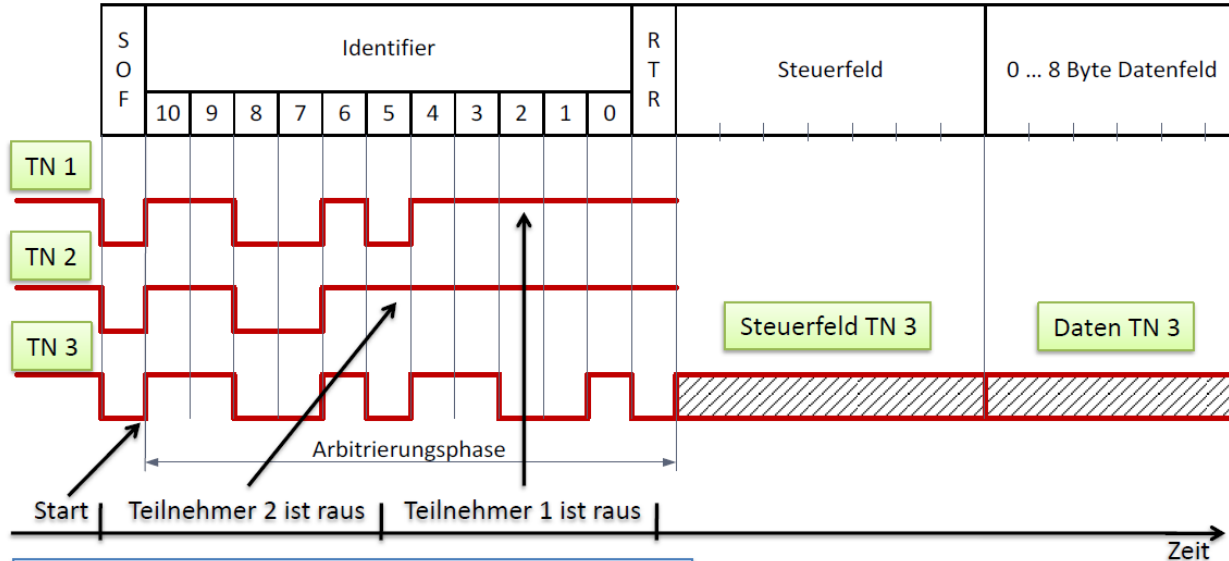 SOF
Identifier
RTR
Steuerfeld
0 ... 8 Byte Datenfeld
10 9 8 7 6 5 4 3 2 1 0
TN 1
TN 2
TN 3
Steuerfeld TN 3
Daten TN 3
Arbitrierungsphase
Start
Teilnehmer 2 ist raus
Teilnehmer 1 ist raus
Zeit